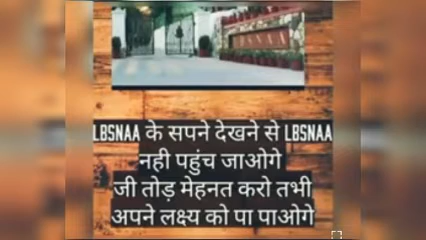 LBSNAA के सपने देखने से LBSNAA
नही पहुंच जाओगे
जी तोड़ मेहनत करो तभी
अपने लक्ष्य को पा पाओगे